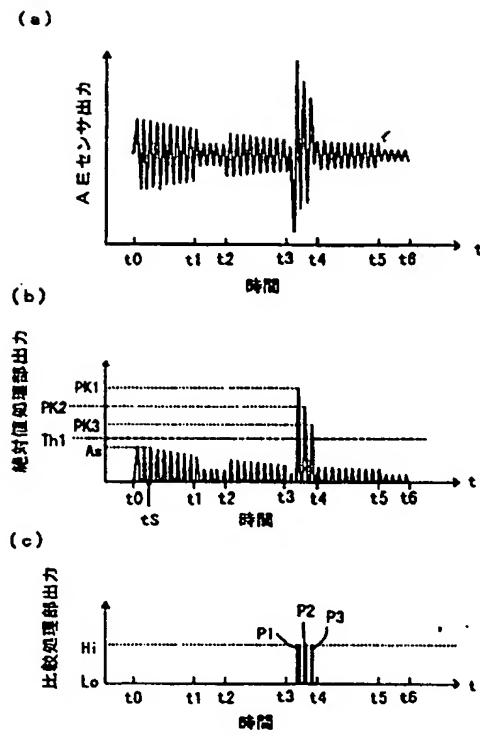 (a)
AEセンサ出力
t0 t1 t2 t3 t4 t5 t6 t
時間
(b)
絶対値処理部出力
PK1
PK2
PK3
Th1
As
t0 t1 t2 t3 t4 t5 t6 t
tS
時間
(c)
比較処理部出力
P1 P2 P3
Hi
Lo
t0 t1 t2 t3 t4 t5 t6 t
時間